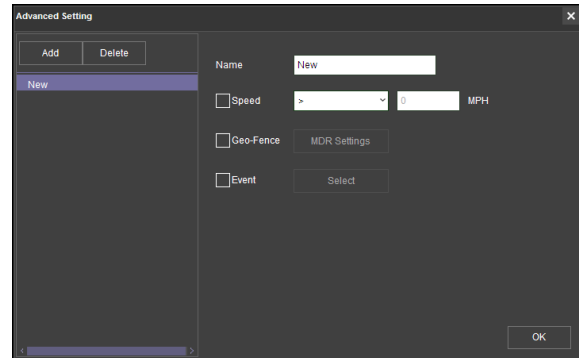 Advanced Setting
Add Delete
New
Name New
Speed > 0 MPH
Geo-Fence MDR Settings
Event Select
OK